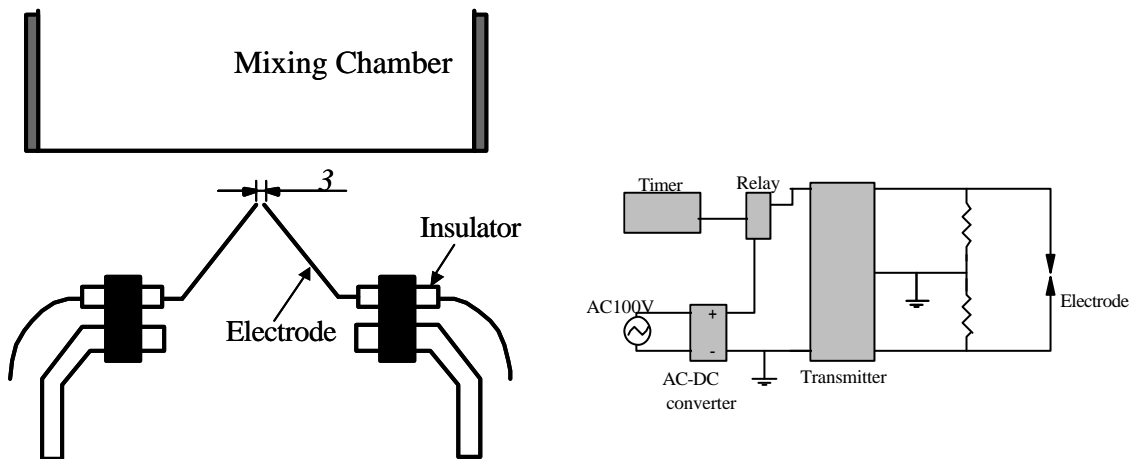 Mixing Chamber
3
Insulator
Electrode
Timer
Relay
AC100V
+
-
AC-DC
converter
Transmitter
Electrode